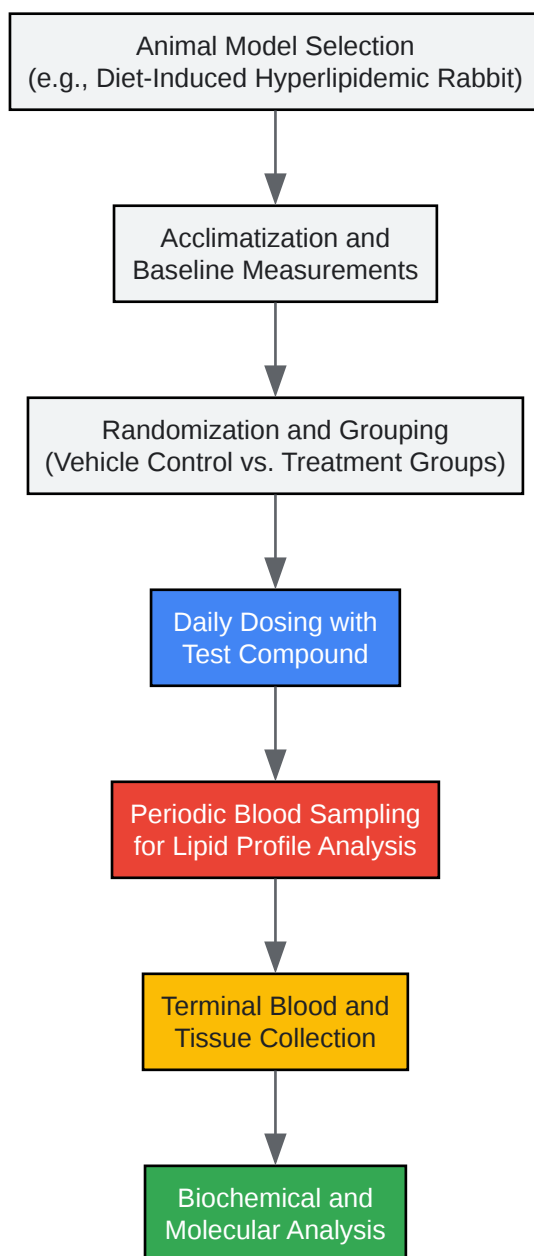 Animal Model Selection
(e.g., Diet-Induced Hyperlipidemic Rabbit)
Acclimatization and
Baseline Measurements
Randomization and Grouping
(Vehicle Control vs. Treatment Groups)
Daily Dosing with
Test Compound
Periodic Blood Sampling
for Lipid Profile Analysis
Terminal Blood and
Tissue Collection
Biochemical and
Molecular Analysis